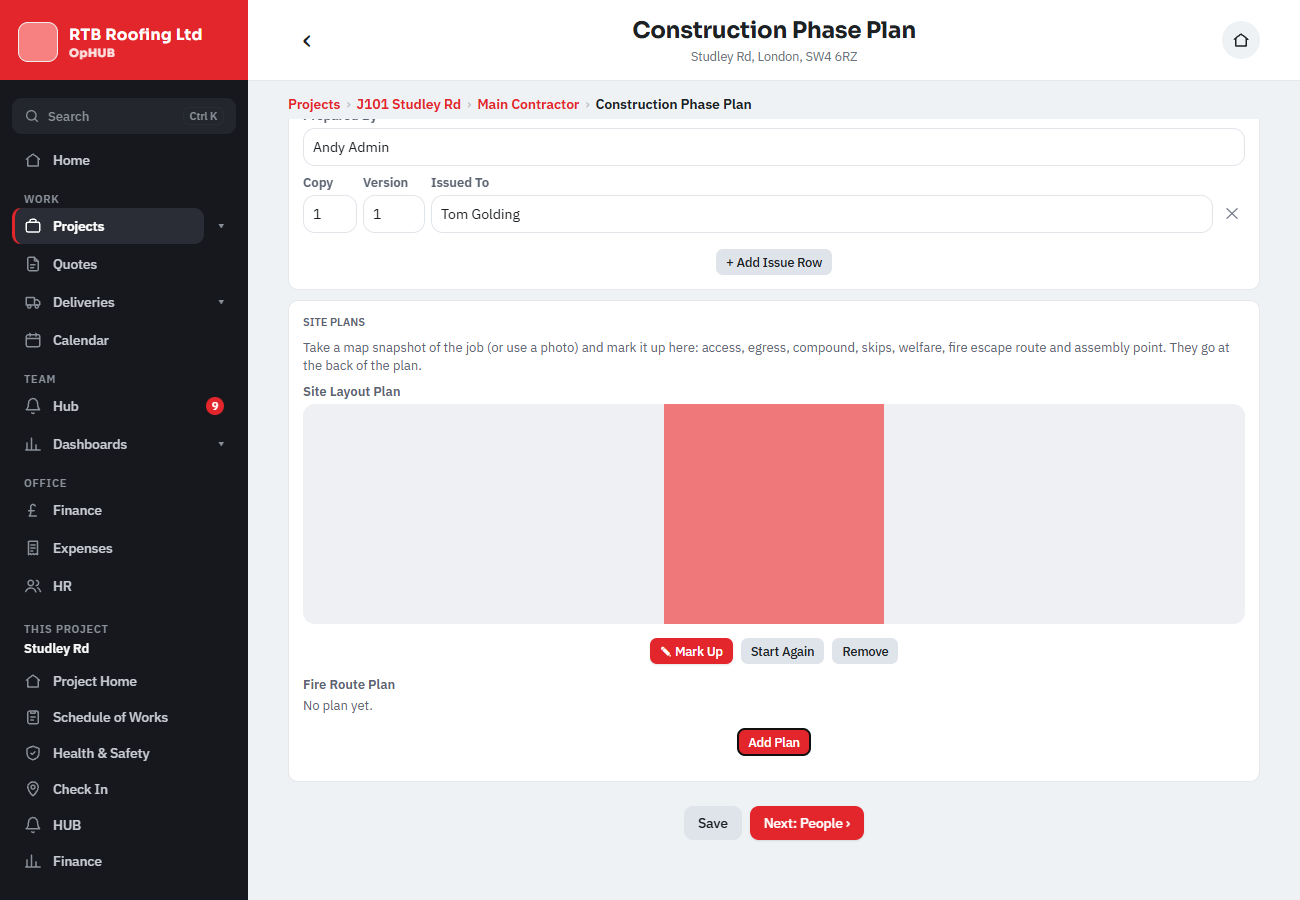 RTB Roofing Ltd
OpHUB
Search
Ctrl K
Home
WORK
Projects
Quotes
Deliveries
Calendar
TEAM
Hub
9
Dashboards
OFFICE
Finance
Expenses
HR
THIS PROJECT
Studley Rd
Project Home
Schedule of Works
Health & Safety
Check In
HUB
Finance
Construction Phase Plan
Studley Rd, London, SW4 6RZ
Projects › J101 Studley Rd › Main Contractor › Construction Phase Plan
Prepared By
Andy Admin
Copy Version Issued To
1 1 Tom Golding
+ Add Issue Row
SITE PLANS
Take a map snapshot of the job (or use a photo) and mark it up here: access, egress, compound, skips, welfare, fire escape route and assembly point. They go at
the back of the plan.
Site Layout Plan
Mark Up Start Again Remove
Fire Route Plan
No plan yet.
Add Plan
Save Next: People ›